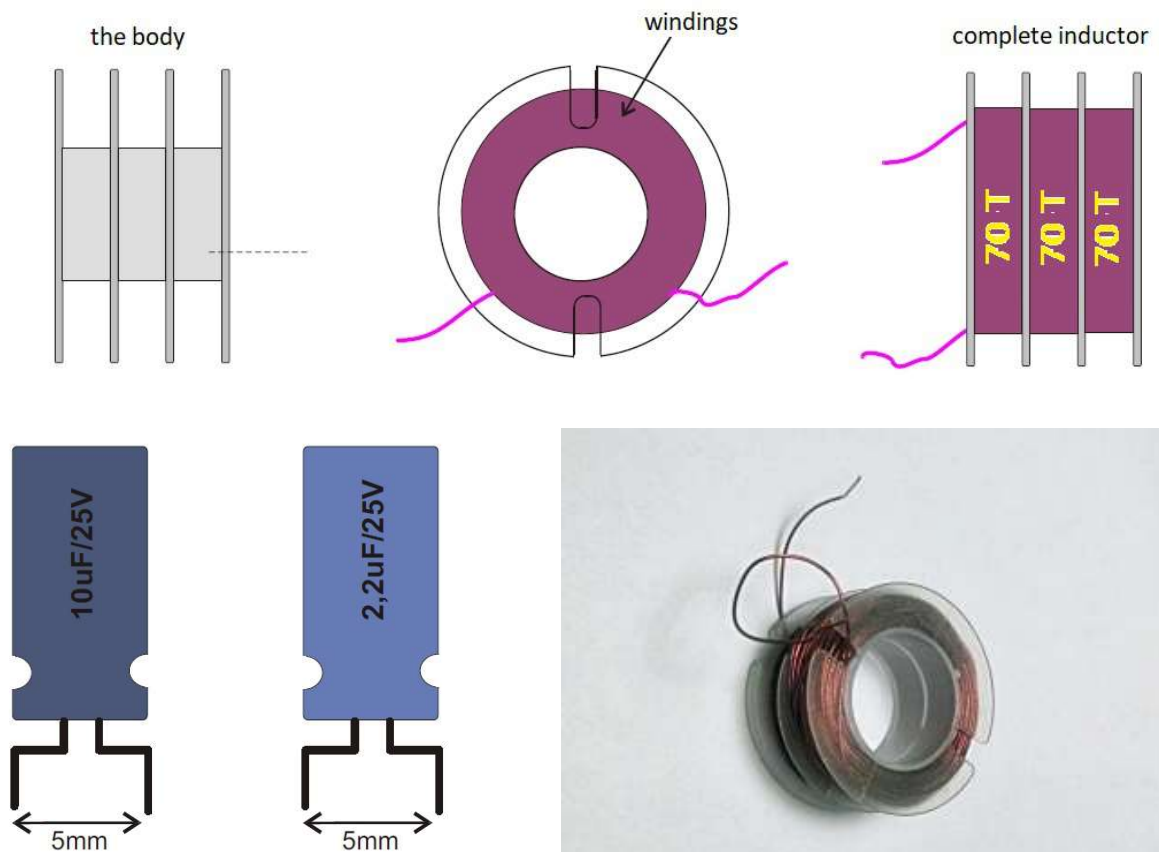 windings
the body
complete inductor
70 T
70 T
70 T
10uF/25V
2,2uF/25V
5mm
5mm